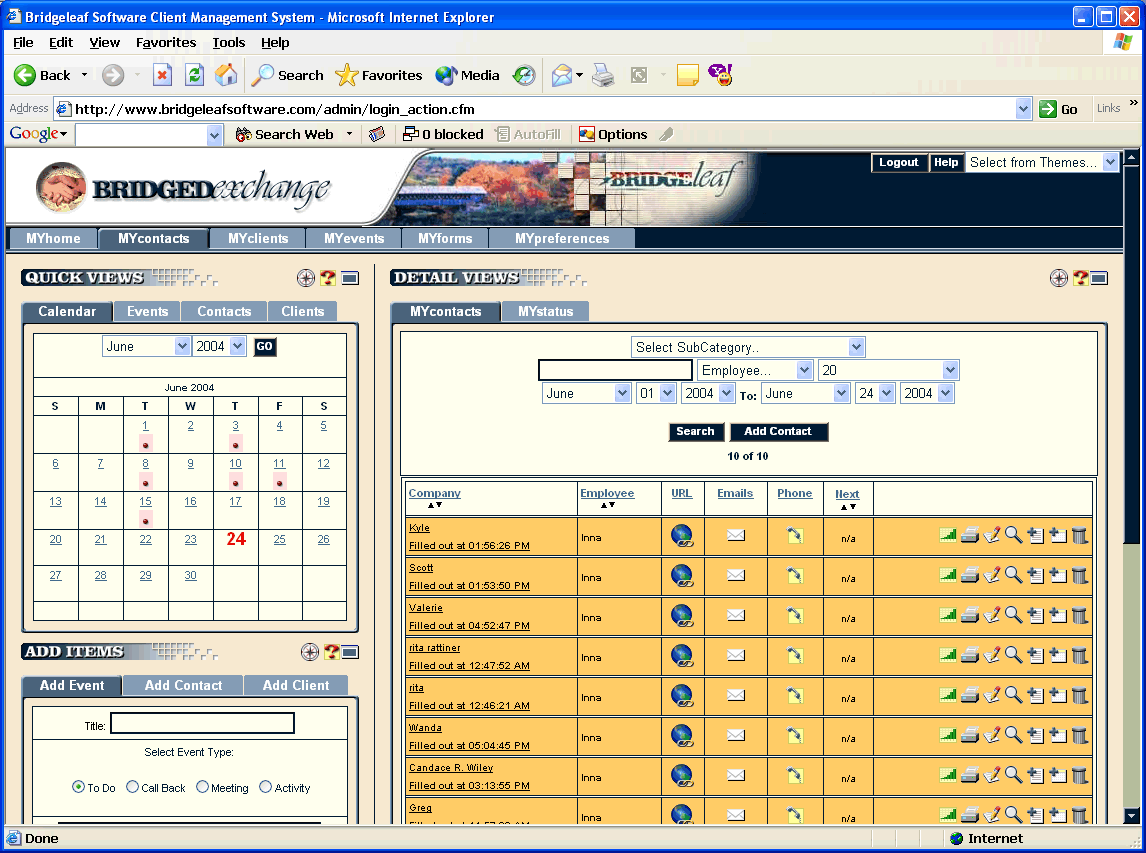 Bridgeleaf Software Client Management System - Microsoft Internet Explorer
File Edit View Favorites Tools Help
Back Search Favorites Media
Address http://www.bridgeleafsoftware.com/admin/login_action.cfm Go Links »
Google Search Web 0 blocked AutoFill Options
BRIDGEDexchange BRIDGEleaf Logout Help Select from Themes...
MYhome MYcontacts MYclients MYevents MYforms MYpreferences
QUICK VIEWS
Calendar Events Contacts Clients
June 2004 GO
June 2004
S M T W T F S
1 2 3 4 5
6 7 8 9 10 11 12
13 14 15 16 17 18 19
20 21 22 23 24 25 26
27 28 29 30
ADD ITEMS
Add Event Add Contact Add Client
Title:
Select Event Type:
To Do Call Back Meeting Activity
DETAIL VIEWS
MYcontacts MYstatus
Select SubCategory..
Employee... 20
June 01 2004 To: June 24 2004
Search Add Contact
10 of 10
Company Employee URL Emails Phone Next
Kyle
Filled out at 01:56:26 PM Inna n/a
Scott
Filled out at 01:53:50 PM Inna n/a
Valerie
Filled out at 04:52:47 PM Inna n/a
rita rattiner
Filled out at 12:47:52 AM Inna n/a
rita
Filled out at 12:46:21 AM Inna n/a
Wanda
Filled out at 05:04:45 PM Inna n/a
Candace R. Wiley
Filled out at 03:13:55 PM Inna n/a
Greg
Inna n/a
Done Internet